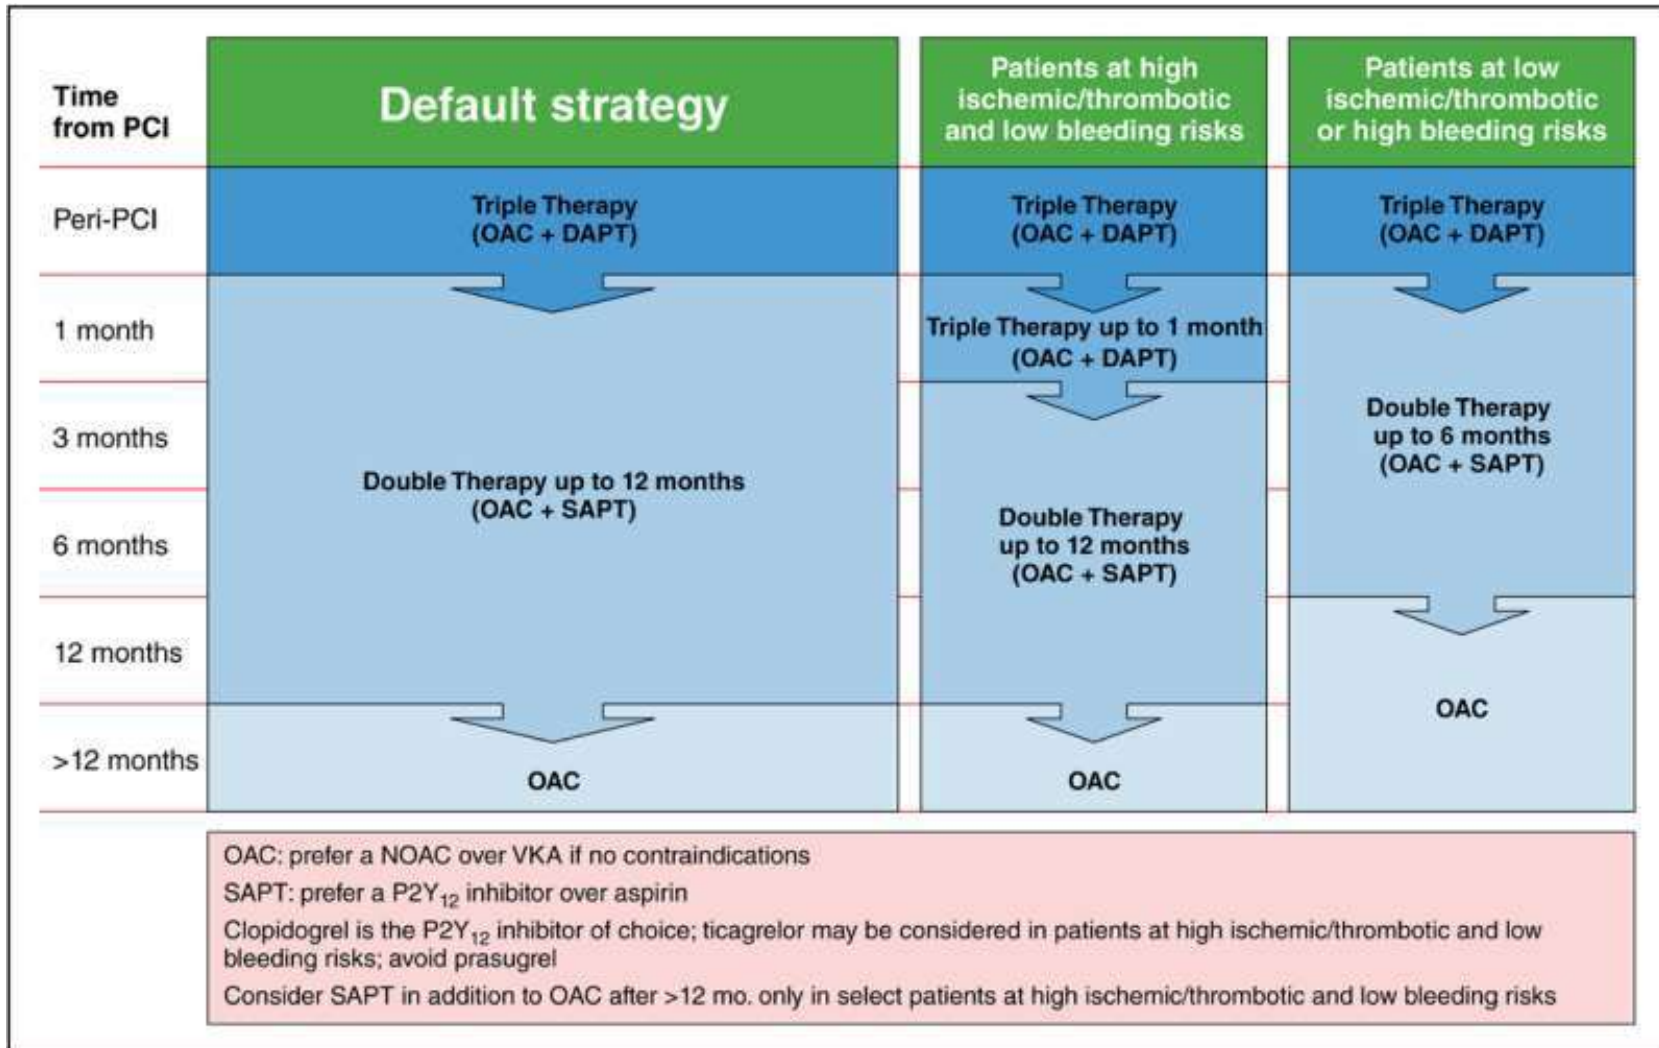 Time
from PCI
Default strategy
Patients at high
ischemic/thrombotic
and low bleeding risks
Patients at low
ischemic/thrombotic
or high bleeding risks
Peri-PCI
Triple Therapy
(OAC + DAPT)
Triple Therapy
(OAC + DAPT)
Triple Therapy
(OAC + DAPT)
1 month
Triple Therapy up to 1 month
(OAC + DAPT)
3 months
Double Therapy
up to 6 months
(OAC + SAPT)
Double Therapy up to 12 months
(OAC + SAPT)
6 months
Double Therapy
up to 12 months
(OAC + SAPT)
12 months
OAC
>12 months
OAC
OAC
OAC: prefer a NOAC over VKA if no contraindications
SAPT: prefer a P2Y12 inhibitor over aspirin
Clopidogrel is the P2Y12 inhibitor of choice; ticagrelor may be considered in patients at high ischemic/thrombotic and low
bleeding risks; avoid prasugrel
Consider SAPT in addition to OAC after >12 mo. only in select patients at high ischemic/thrombotic and low bleeding risks